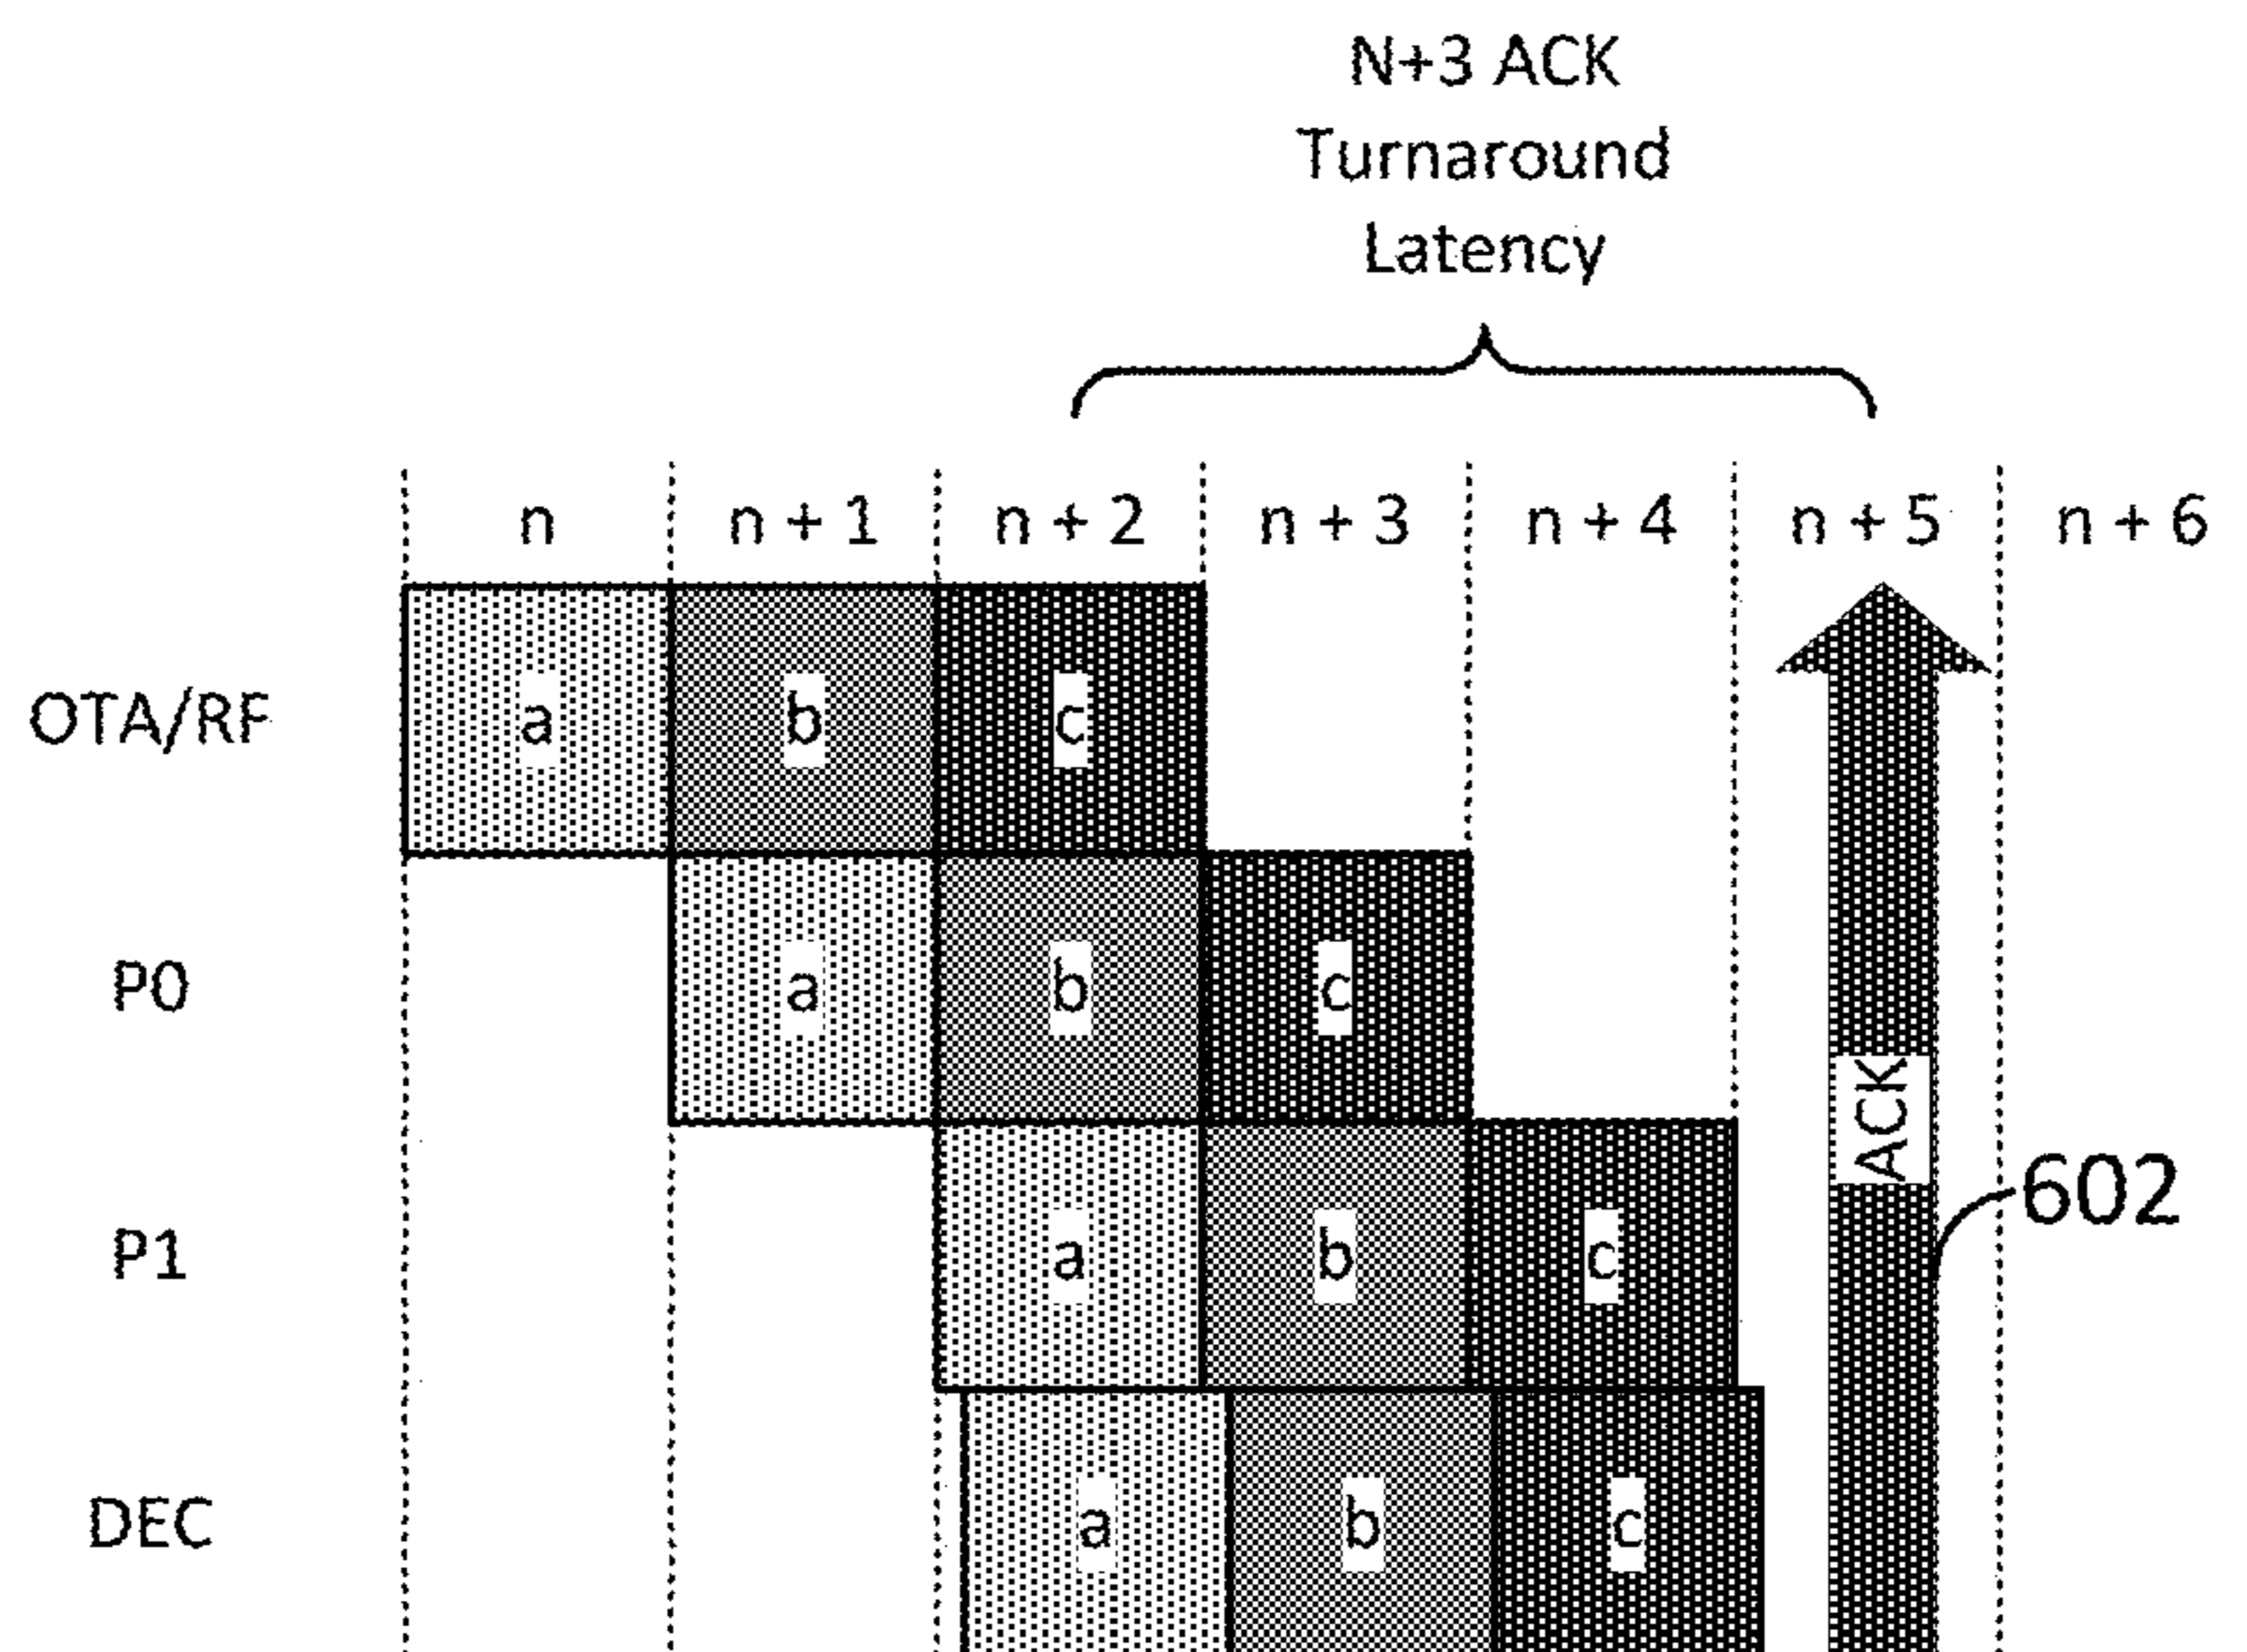 N+3 ACK
Turnaround
Latency
n n + 1 n + 2 n + 3 n + 4 n + 5 n + 6
OTA/RF a b c
P0 a b c
ACK
P1 a b c
602
DEC a b c